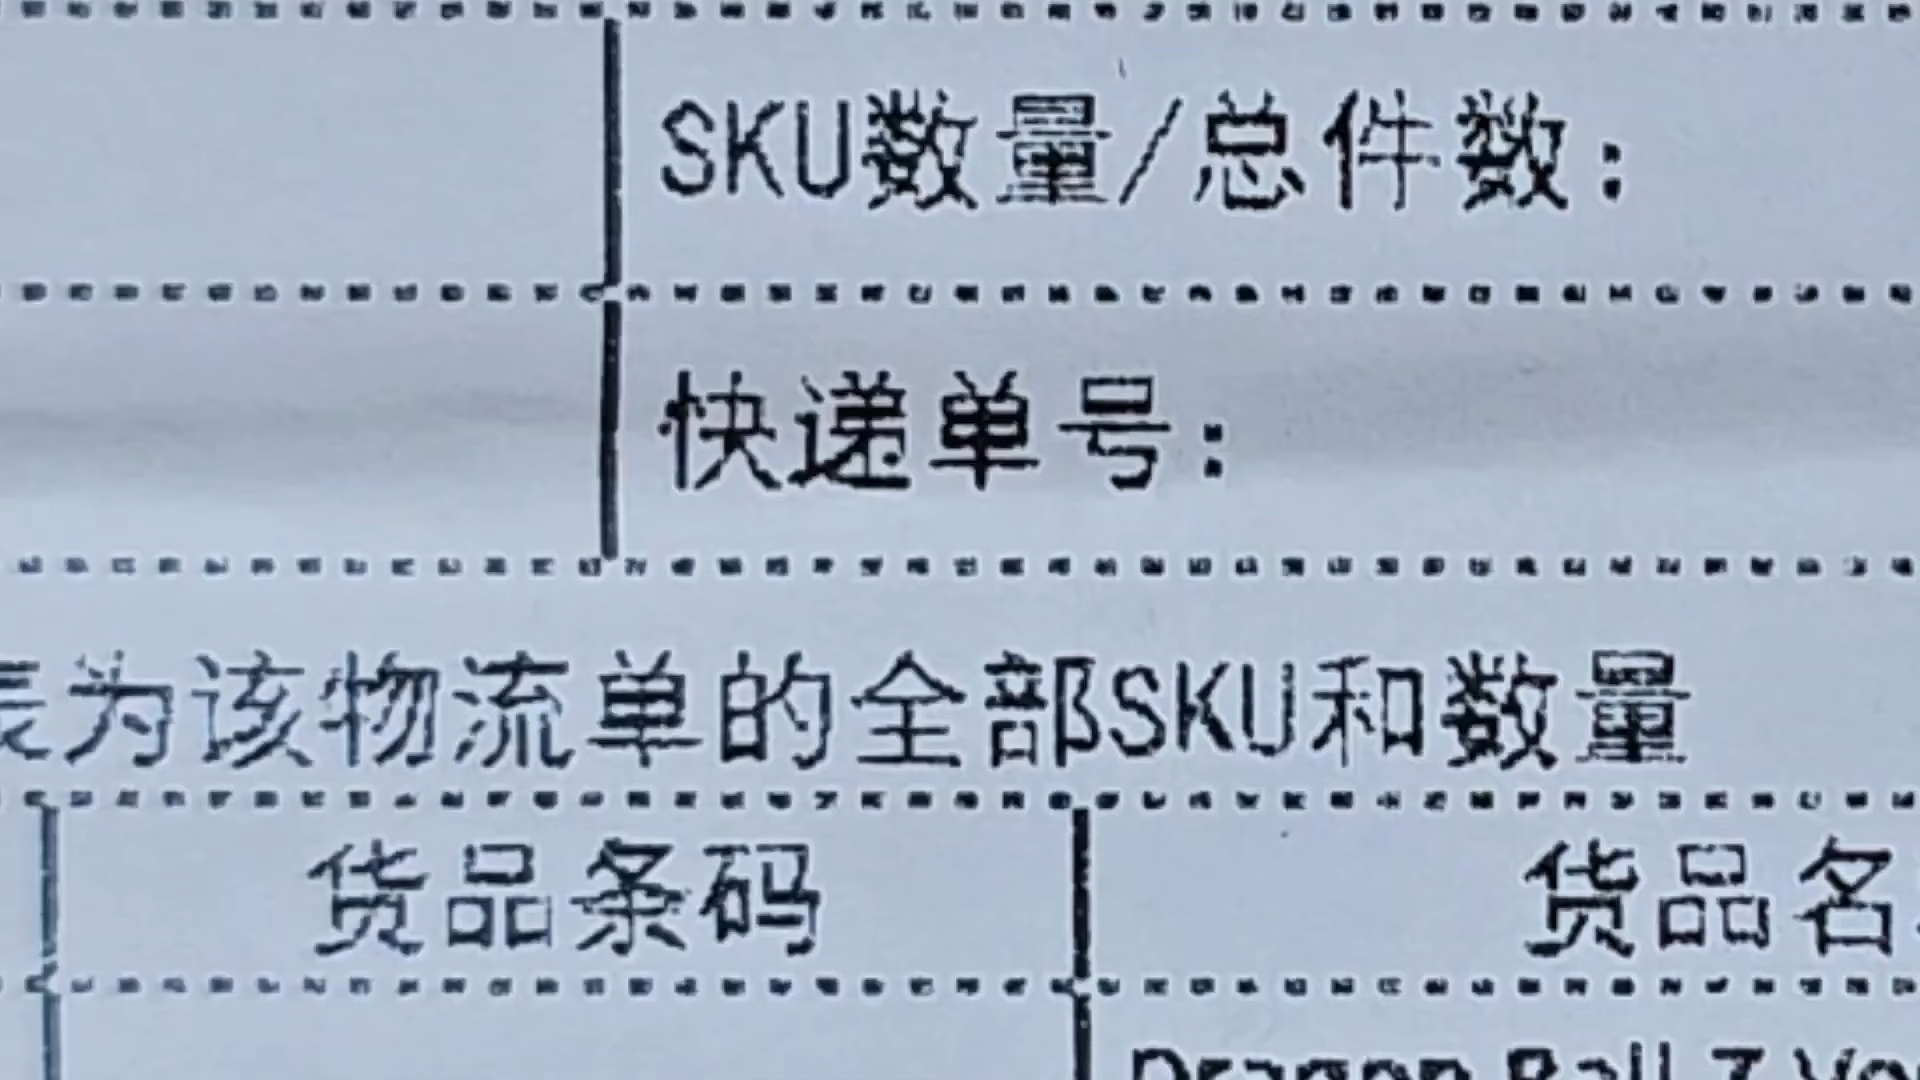 SKU数量/总件数:
快递单号:
表为该物流单的全部SKU和数量
货品条码 货品名
Dragon Ball Z